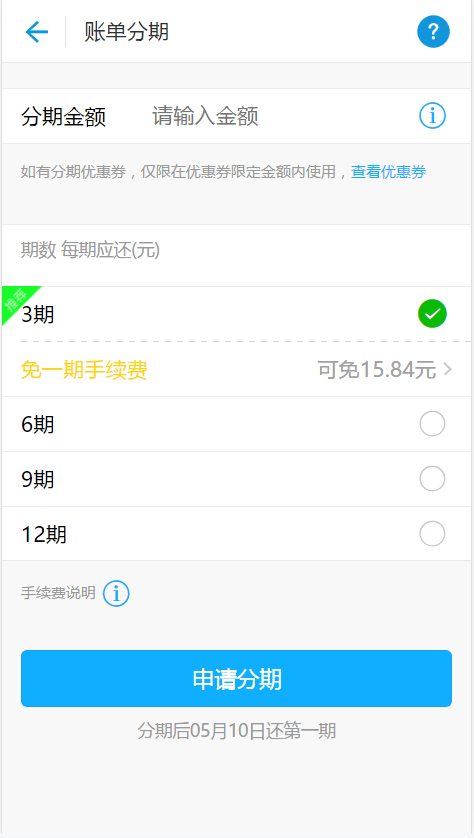 账单分期
?
分期金额 请输入金额
如有分期优惠券，仅限在优惠券限定金额内使用，查看优惠券
期数 每期应还(元)
推荐
3期
免一期手续费 可免15.84元
6期
9期
12期
手续费说明
申请分期
分期后05月10日还第一期